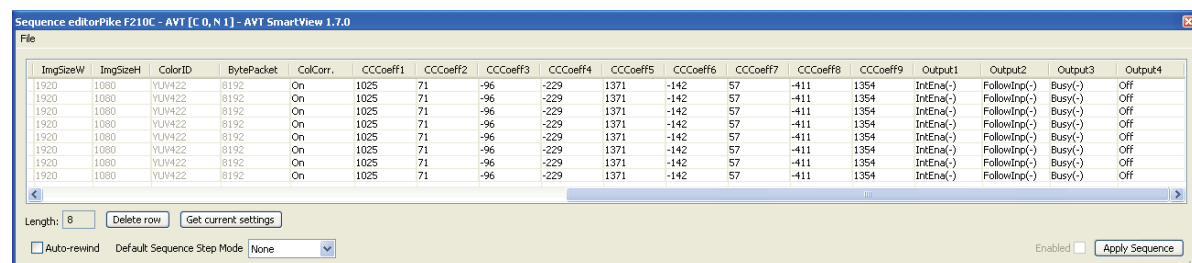 Sequence editorPike F210C - AVT [C 0, N 1] - AVT SmartView 1.7.0
File
ImgSizeW ImgSizeH ColorID BytePacket ColCorr. CCCoeff1 CCCoeff2 CCCoeff3 CCCoeff4 CCCoeff5 CCCoeff6 CCCoeff7 CCCoeff8 CCCoeff9 Output1 Output2 Output3 Output4
1920 1080 YUV422 8192 On 1025 71 -96 -229 1371 -142 57 -411 1354 IntEna(-) FollowInp(-) Busy(-) Off
1920 1080 YUV422 8192 On 1025 71 -96 -229 1371 -142 57 -411 1354 IntEna(-) FollowInp(-) Busy(-) Off
1920 1080 YUV422 8192 On 1025 71 -96 -229 1371 -142 57 -411 1354 IntEna(-) FollowInp(-) Busy(-) Off
1920 1080 YUV422 8192 On 1025 71 -96 -229 1371 -142 57 -411 1354 IntEna(-) FollowInp(-) Busy(-) Off
1920 1080 YUV422 8192 On 1025 71 -96 -229 1371 -142 57 -411 1354 IntEna(-) FollowInp(-) Busy(-) Off
1920 1080 YUV422 8192 On 1025 71 -96 -229 1371 -142 57 -411 1354 IntEna(-) FollowInp(-) Busy(-) Off
1920 1080 YUV422 8192 On 1025 71 -96 -229 1371 -142 57 -411 1354 IntEna(-) FollowInp(-) Busy(-) Off
1920 1080 YUV422 8192 On 1025 71 -96 -229 1371 -142 57 -411 1354 IntEna(-) FollowInp(-) Busy(-) Off
Length: 8 Delete row Get current settings
Auto-rewind Default Sequence Step Mode None Enabled Apply Sequence